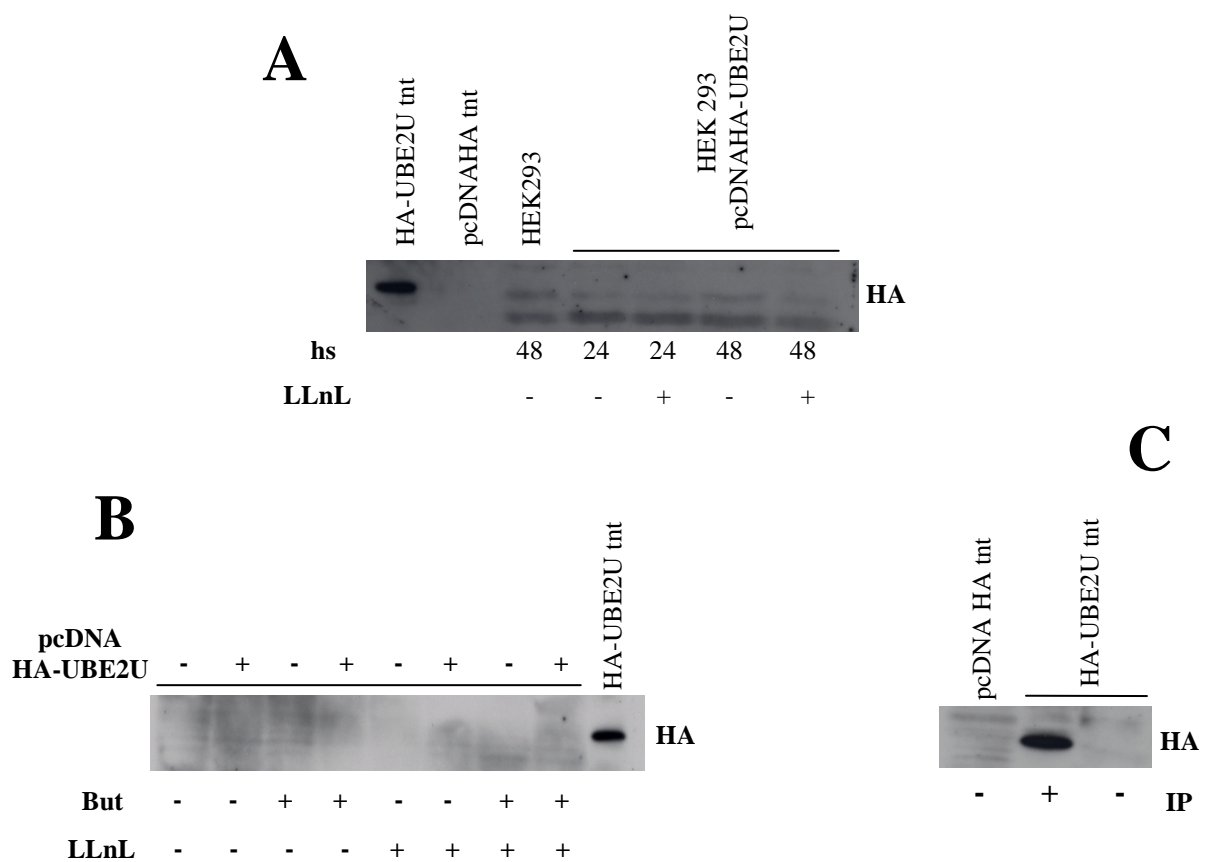 A
HA-UBE2U tnt
pcDNAHA tnt
HEK293
HEK 293
pcDNAHA-UBE2U
HA
hs 48 24 24 48 48
LLnL - - + - +
B
pcDNA
HA-UBE2U - + - + - + - +
HA-UBE2U tnt
HA
But - - + + - - + +
LLnL - - - - + + + +
C
pcDNA HA tnt
HA-UBE2U tnt
HA
- + - IP